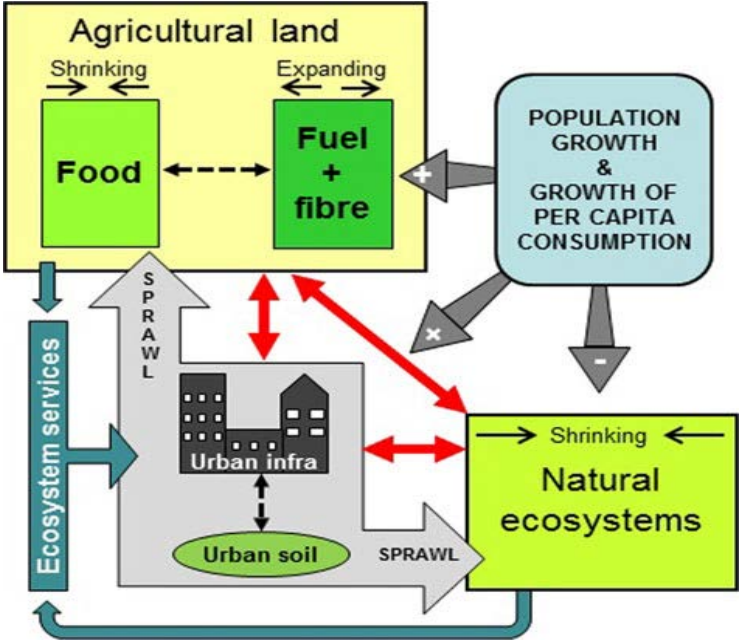 Agricultural land
Shrinking
Expanding
Food
Fuel
+
fibre
+
POPULATION
GROWTH
&
GROWTH OF
PER CAPITA
CONSUMPTION
×
-
SPRAWL
Ecosystem services
Urban infra
Urban soil
SPRAWL
Shrinking
Natural
ecosystems